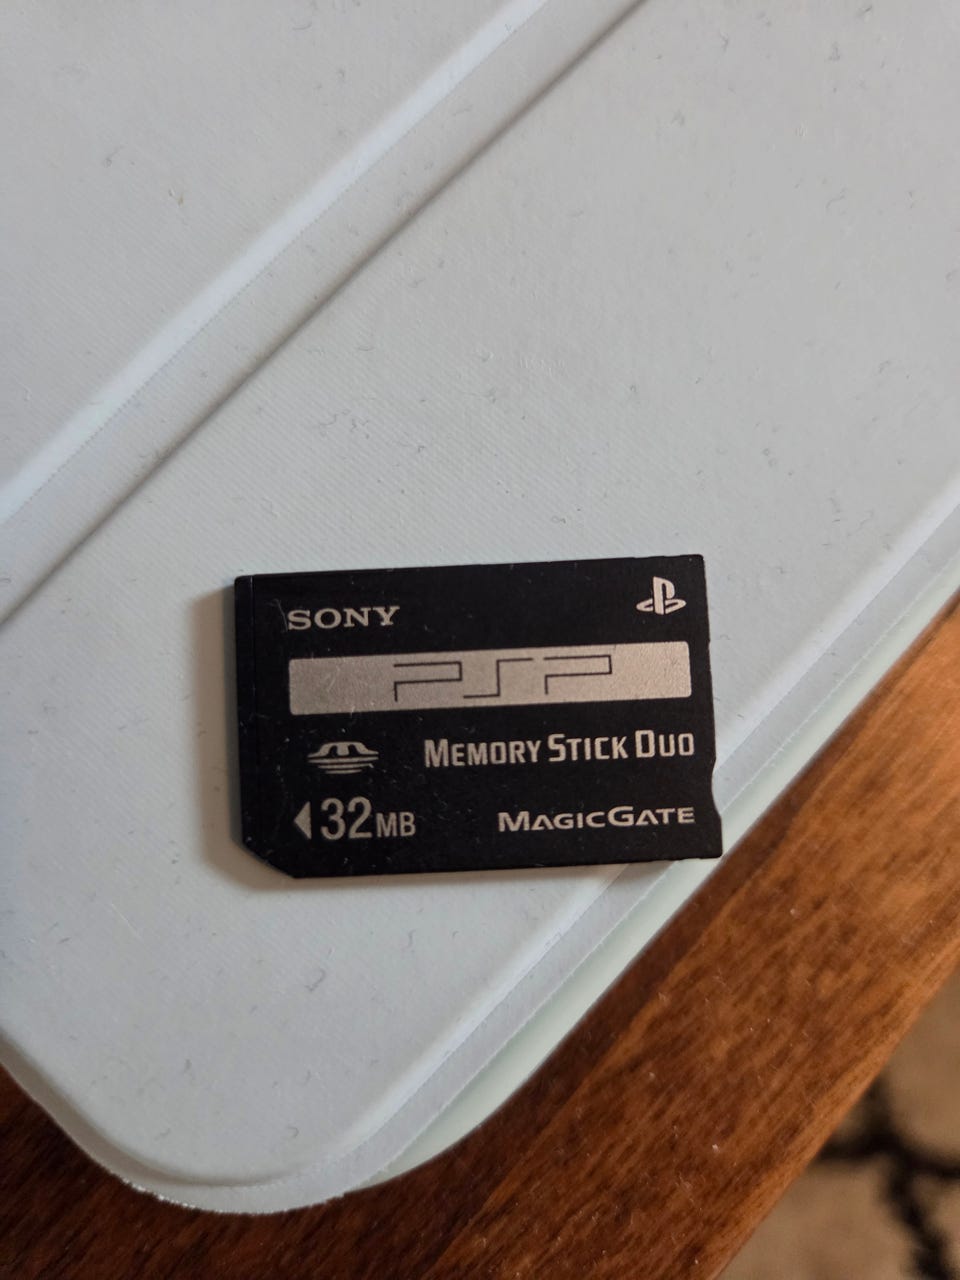 SONY
PSP
MEMORY STICK DUO
32MB
MAGICGATE